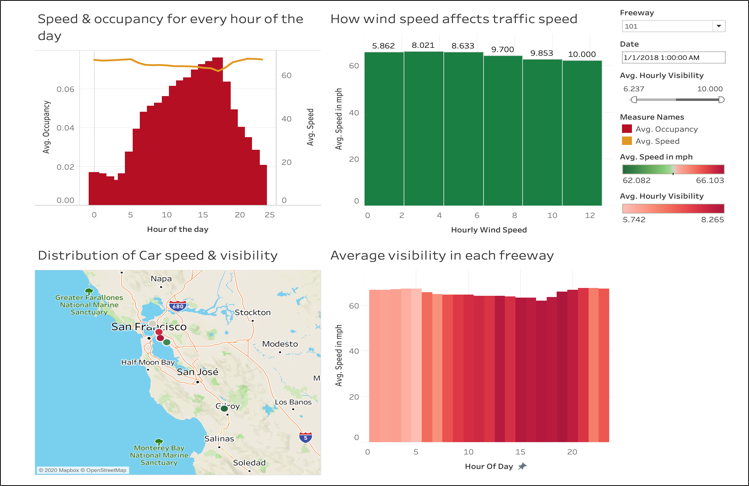 Speed & occupancy for every hour of the
day
Avg. Occupancy
0.06
0.04
0.02
0.00
60
40
20
0
Avg. Speed
0 5 10 15 20 25
Hour of the day
How wind speed affects traffic speed
5.862 8.021 8.633 9.700 9.853 10.000
Avg. Speed in mph
60
40
20
0
0 2 4 6 8 10 12
Hourly Wind Speed
Freeway
101
Date
1/1/2018 1:00:00 AM
Avg. Hourly Visibility
6.237 10.000
Measure Names
Avg. Occupancy
Avg. Speed
Avg. Speed in mph
62.082 66.103
Avg. Hourly Visibility
5.742 8.265
Distribution of Car speed & visibility
Napa
Greater Farallones
National Marine
Sanctuary
680
Stockton
San Francisco
Modesto
Half Moon Bay
San José
M
Los Banos
Gilroy
Salinas
5
Monterey Bay
National Marine
Sanctuary
Soledad
© 2020 Mapbox © OpenStreetMap
Average visibility in each freeway
Avg. Speed in mph
60
40
20
0
0 5 10 15 20
Hour Of Day